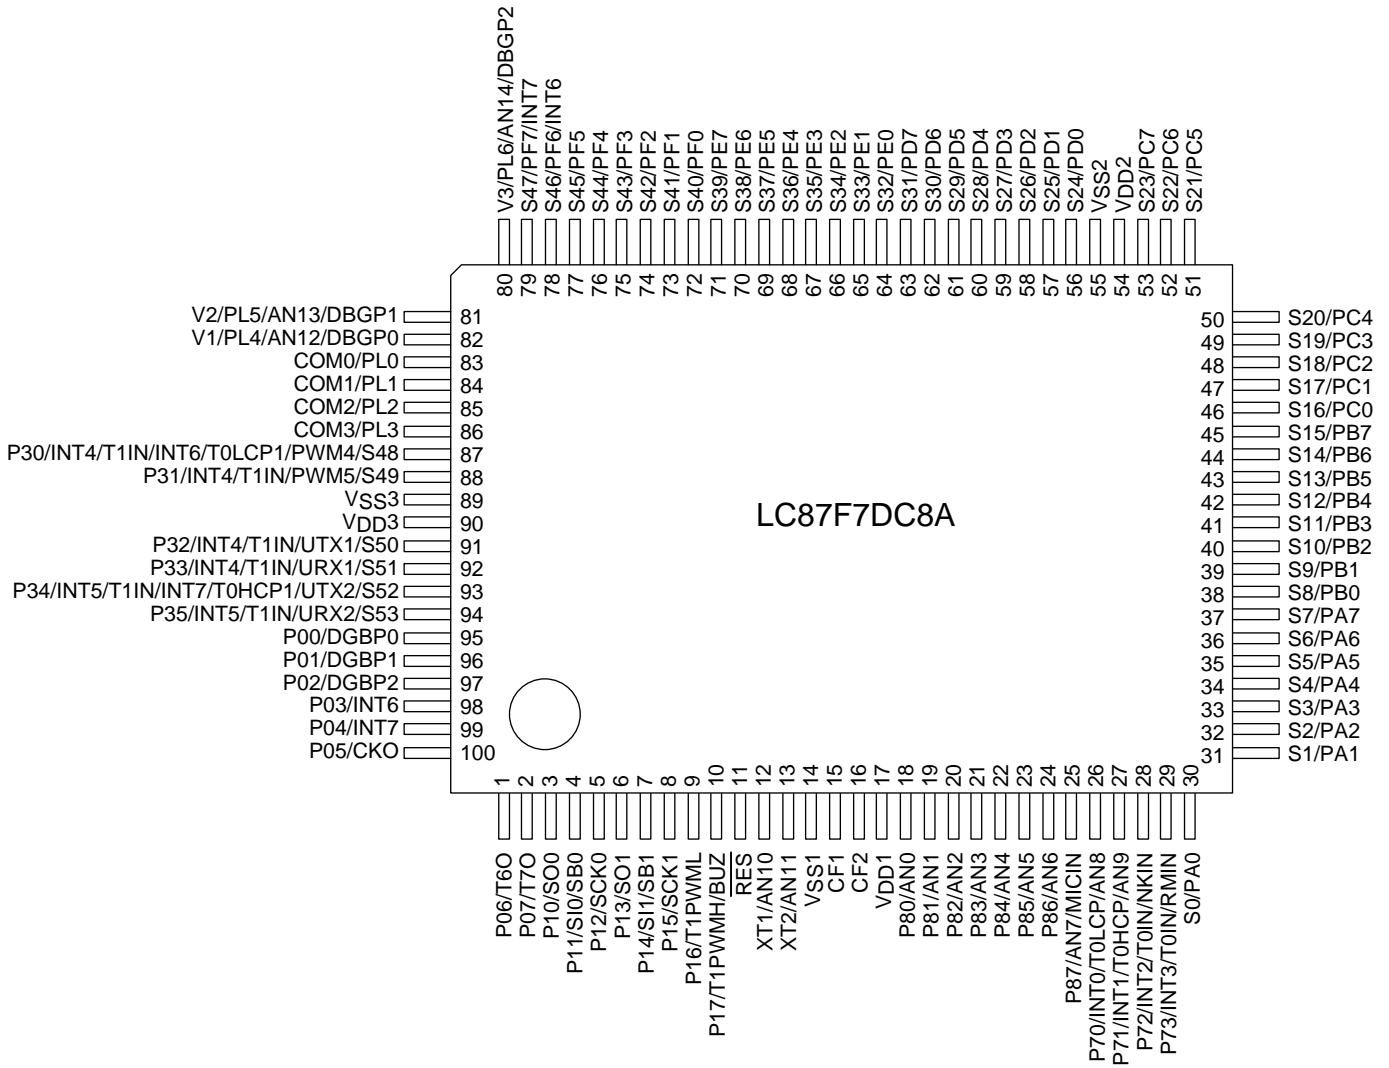 V3/PL6/AN14/DBGP2
S47/PF7/INT7
S46/PF6/INT6
S45/PF5
S44/PF4
S43/PF3
S42/PF2
S41/PF1
S40/PF0
S39/PE7
S38/PE6
S37/PE5
S36/PE4
S35/PE3
S34/PE2
S33/PE1
S32/PE0
S31/PD7
S30/PD6
S29/PD5
S28/PD4
S27/PD3
S26/PD2
S25/PD1
S24/PD0
VSS2
VDD2
S23/PC7
S22/PC6
S21/PC5
80 79 78 77 76 75 74 73 72 71 70 69 68 67 66 65 64 63 62 61 60 59 58 57 56 55 54 53 52 51
V2/PL5/AN13/DBGP1 81
V1/PL4/AN12/DBGP0 82
COM0/PL0 83
COM1/PL1 84
COM2/PL2 85
COM3/PL3 86
P30/INT4/T1IN/INT6/T0LCP1/PWM4/S48 87
P31/INT4/T1IN/PWM5/S49 88
VSS3 89
VDD3 90
P32/INT4/T1IN/UTX1/S50 91
P33/INT4/T1IN/URX1/S51 92
P34/INT5/T1IN/INT7/T0HCP1/UTX2/S52 93
P35/INT5/T1IN/URX2/S53 94
P00/DGBP0 95
P01/DGBP1 96
P02/DGBP2 97
P03/INT6 98
P04/INT7 99
P05/CKO 100
LC87F7DC8A
50 S20/PC4
49 S19/PC3
48 S18/PC2
47 S17/PC1
46 S16/PC0
45 S15/PB7
44 S14/PB6
43 S13/PB5
42 S12/PB4
41 S11/PB3
40 S10/PB2
39 S9/PB1
38 S8/PB0
37 S7/PA7
36 S6/PA6
35 S5/PA5
34 S4/PA4
33 S3/PA3
32 S2/PA2
31 S1/PA1
1 2 3 4 5 6 7 8 9 10 11 12 13 14 15 16 17 18 19 20 21 22 23 24 25 26 27 28 29 30
P06/T6O
P07/T7O
P10/SO0
P11/SI0/SB0
P12/SCK0
P13/SO1
P14/SI1/SB1
P15/SCK1
P16/T1PWML
P17/T1PWMH/BUZ
RES
XT1/AN10
XT2/AN11
VSS1
CF1
CF2
VDD1
P80/AN0
P81/AN1
P82/AN2
P83/AN3
P84/AN4
P85/AN5
P86/AN6
P87/AN7/MICIN
P70/INT0/T0LCP/AN8
P71/INT1/T0HCP/AN9
P72/INT2/T0IN/NKIN
P73/INT3/T0IN/RMIN
S0/PA0